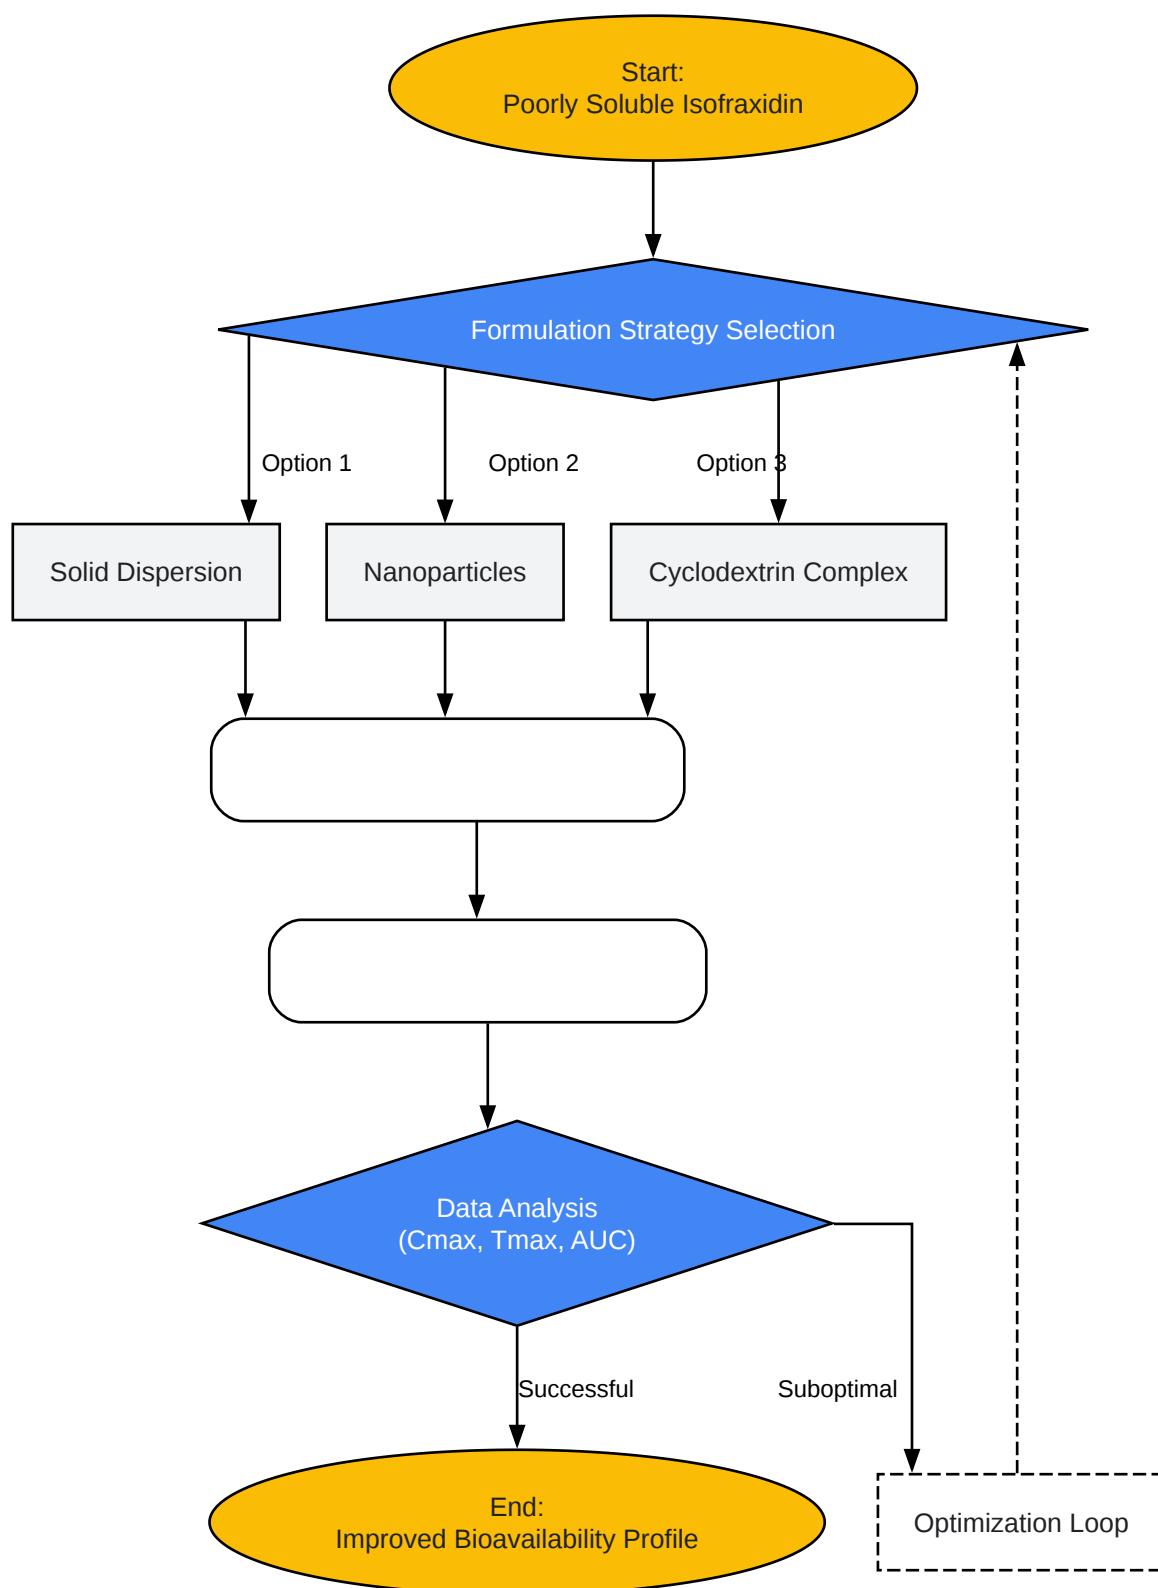 Start:
Poorly Soluble Isofraxidin
Formulation Strategy Selection
Option 1
Option 2
Option 3
Solid Dispersion
Nanoparticles
Cyclodextrin Complex
Data Analysis
(Cmax, Tmax, AUC)
Successful
Suboptimal
End:
Improved Bioavailability Profile
Optimization Loop